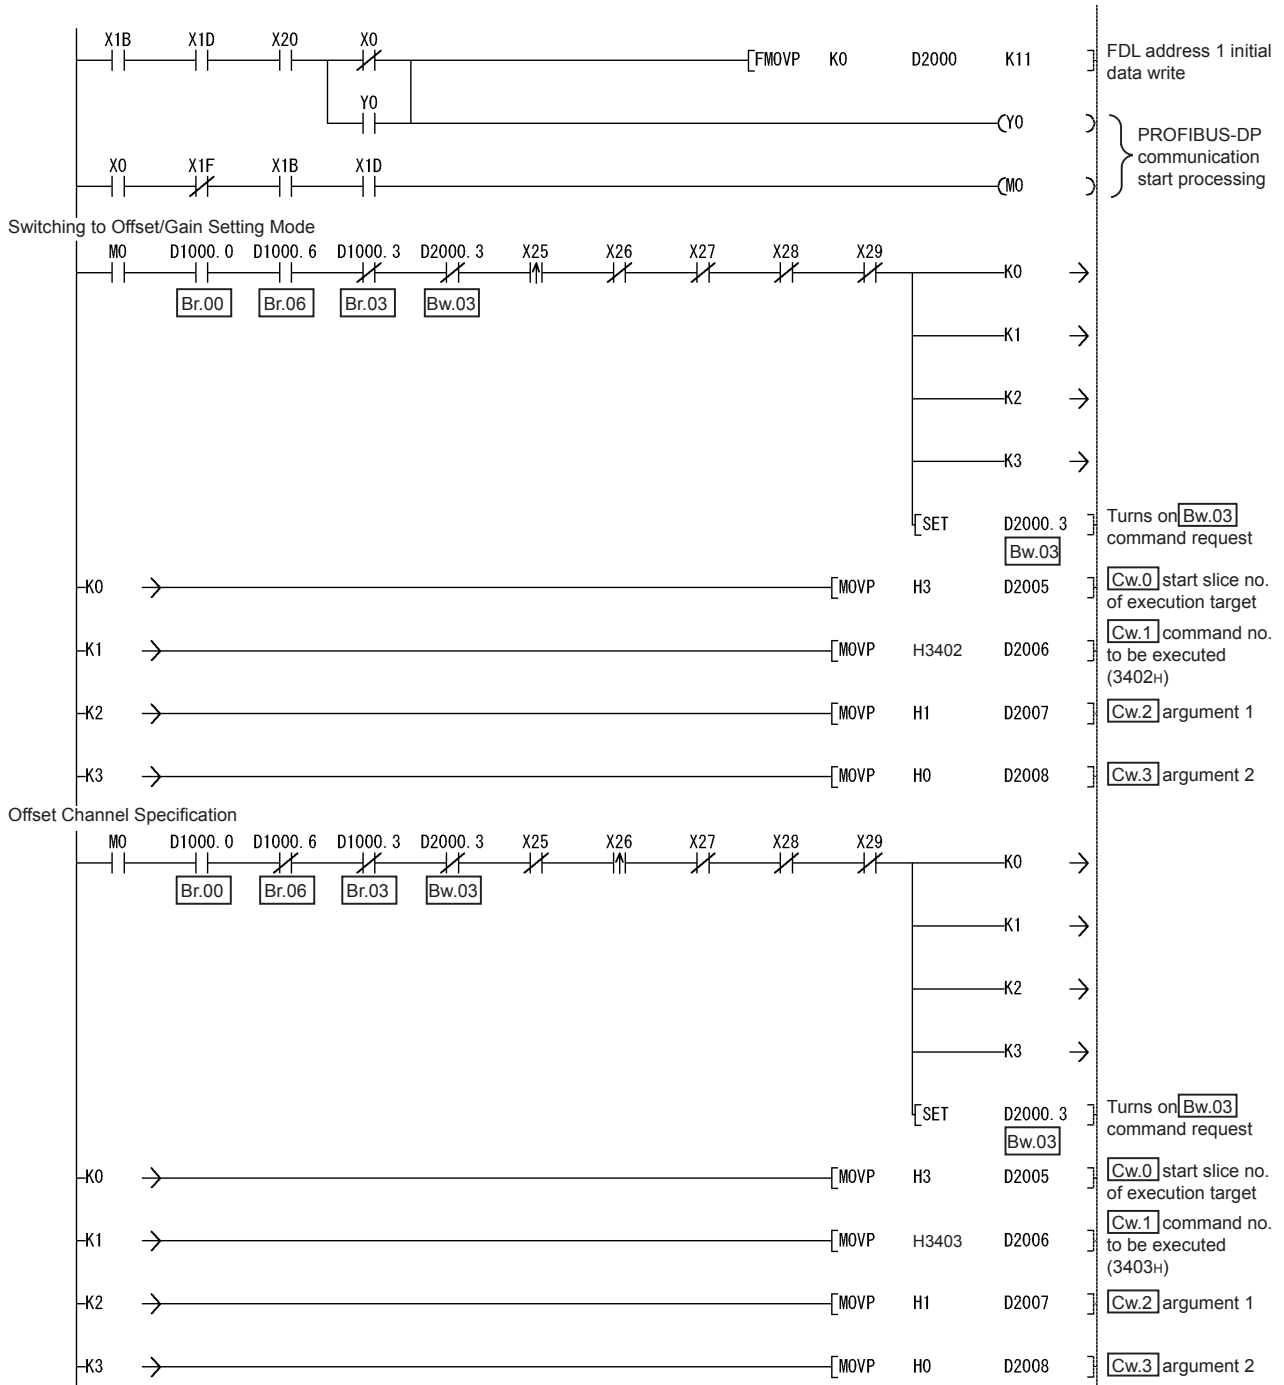 X1B X1D X20 X0
[FMOVP K0 D2000 K11 ]
FDL address 1 initial
data write
Y0
(Y0 )
PROFIBUS-DP
communication
start processing
X0 X1F X1B X1D
(M0 )
Switching to Offset/Gain Setting Mode
M0 D1000. 0 D1000. 6 D1000. 3 D2000. 3 X25 X26 X27 X28 X29
K0
Br.00 Br.06 Br.03 Bw.03
K1
K2
K3
[SET D2000. 3 ]
Bw.03
Turns on Bw.03
command request
K0 [MOVP H3 D2005 ]
Cw.0 start slice no.
of execution target
K1 [MOVP H3402 D2006 ]
Cw.1 command no.
to be executed
(3402H)
K2 [MOVP H1 D2007 ]
Cw.2 argument 1
K3 [MOVP H0 D2008 ]
Cw.3 argument 2
Offset Channel Specification
M0 D1000. 0 D1000. 6 D1000. 3 D2000. 3 X25 X26 X27 X28 X29
K0
Br.00 Br.06 Br.03 Bw.03
K1
K2
K3
[SET D2000. 3 ]
Bw.03
Turns on Bw.03
command request
K0 [MOVP H3 D2005 ]
Cw.0 start slice no.
of execution target
K1 [MOVP H3403 D2006 ]
Cw.1 command no.
to be executed
(3403H)
K2 [MOVP H1 D2007 ]
Cw.2 argument 1
K3 [MOVP H0 D2008 ]
Cw.3 argument 2